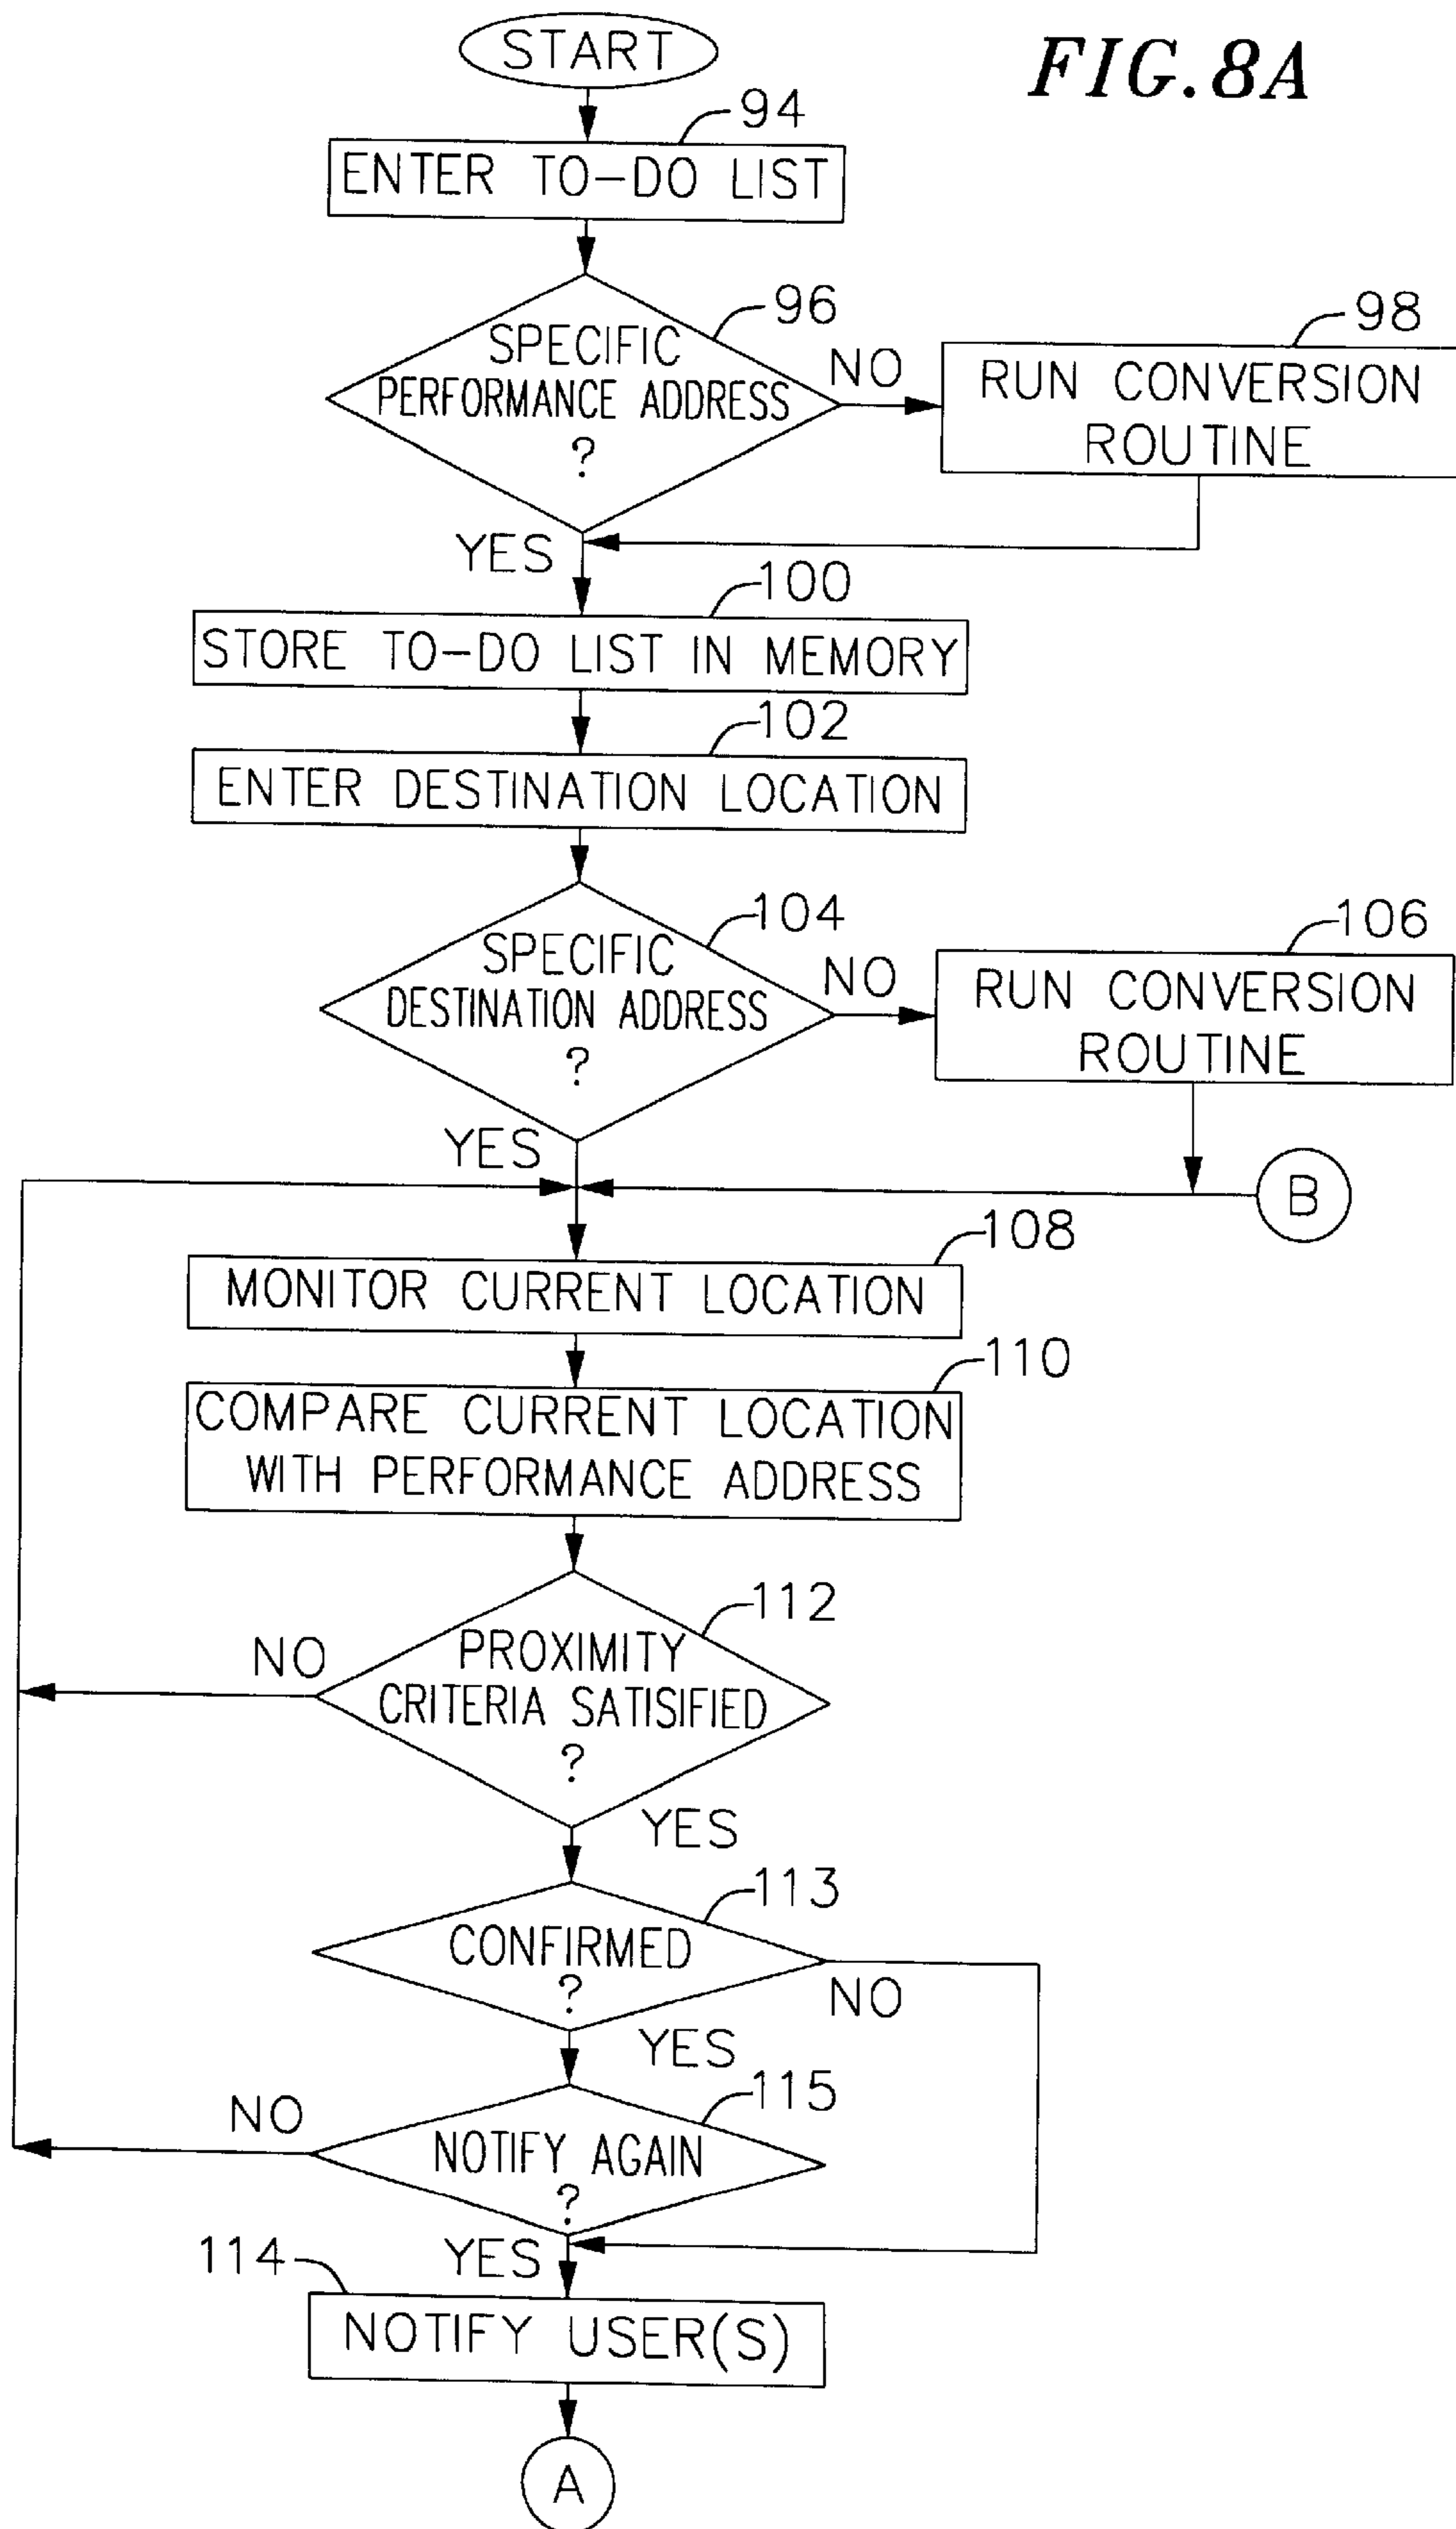 START
FIG. 8A
94
ENTER TO-DO LIST
96
SPECIFIC
PERFORMANCE ADDRESS
?
NO
98
RUN CONVERSION
ROUTINE
YES
100
STORE TO-DO LIST IN MEMORY
102
ENTER DESTINATION LOCATION
104
SPECIFIC
DESTINATION ADDRESS
?
NO
106
RUN CONVERSION
ROUTINE
YES
B
108
MONITOR CURRENT LOCATION
110
COMPARE CURRENT LOCATION
WITH PERFORMANCE ADDRESS
112
PROXIMITY
CRITERIA SATISIFIED
?
NO
YES
113
CONFIRMED
?
NO
YES
115
NOTIFY AGAIN
?
NO
YES
114
NOTIFY USER(S)
A